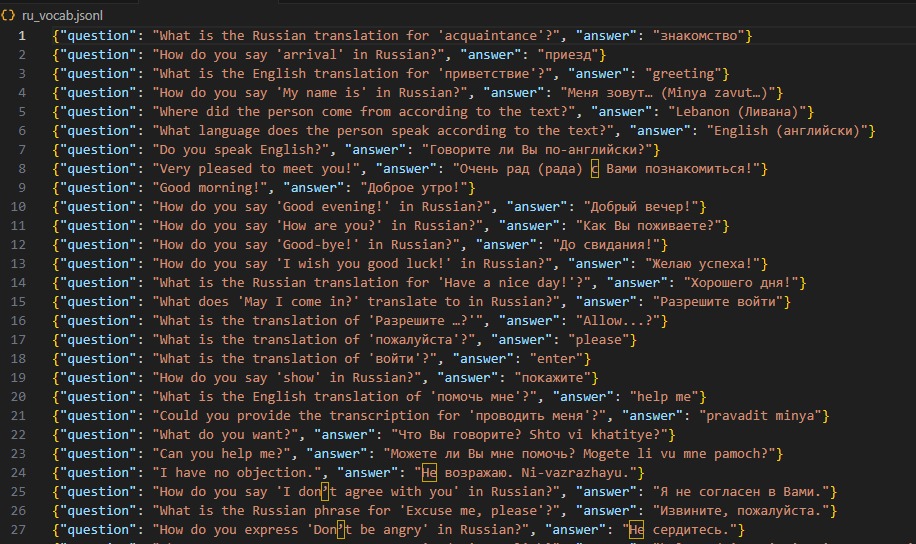 {} ru_vocab.jsonl
1 {"question": "What is the Russian translation for 'acquaintance'?", "answer": "знакомство"}
2 {"question": "How do you say 'arrival' in Russian?", "answer": "приезд"}
3 {"question": "What is the English translation for 'приветствие'?", "answer": "greeting"}
4 {"question": "How do you say 'My name is' in Russian?", "answer": "Меня зовут… (Minya zavut…)"}
5 {"question": "Where did the person come from according to the text?", "answer": "Lebanon (Ливана)"}
6 {"question": "What language does the person speak according to the text?", "answer": "English (английски)"}
7 {"question": "Do you speak English?", "answer": "Говорите ли Вы по-английски?"}
8 {"question": "Very pleased to meet you!", "answer": "Очень рад (рада) с Вами познакомиться!"}
9 {"question": "Good morning!", "answer": "Доброе утро!"}
10 {"question": "How do you say 'Good evening!' in Russian?", "answer": "Добрый вечер!"}
11 {"question": "How do you say 'How are you?' in Russian?", "answer": "Как Вы поживаете?"}
12 {"question": "How do you say 'Good-bye!' in Russian?", "answer": "До свидания!"}
13 {"question": "How do you say 'I wish you good luck!' in Russian?", "answer": "Желаю успеха!"}
14 {"question": "What is the Russian translation for 'Have a nice day!'?", "answer": "Хорошего дня!"}
15 {"question": "What does 'May I come in?' translate to in Russian?", "answer": "Разрешите войти"}
16 {"question": "What is the translation of 'Разрешите …?'", "answer": "Allow...?"}
17 {"question": "What is the translation of 'пожалуйста'?", "answer": "please"}
18 {"question": "What is the translation of 'войти'?", "answer": "enter"}
19 {"question": "How do you say 'show' in Russian?", "answer": "покажите"}
20 {"question": "What is the English translation of 'помочь мне'?", "answer": "help me"}
21 {"question": "Could you provide the transcription for 'проводить меня'?", "answer": "pravadit minya"}
22 {"question": "What do you want?", "answer": "Что Вы говорите? Shto vi khatitye?"}
23 {"question": "Can you help me?", "answer": "Можете ли Вы мне помочь? Mogete li vu mne pamoch?"}
24 {"question": "I have no objection.", "answer": "Не возражаю. Ni-vazrazhayu."}
25 {"question": "How do you say 'I don’t agree with you' in Russian?", "answer": "Я не согласен в Вами."}
26 {"question": "What is the Russian phrase for 'Excuse me, please'?", "answer": "Извините, пожалуйста."}
27 {"question": "How do you express 'Don’t be angry' in Russian?", "answer": "Не сердитесь."}